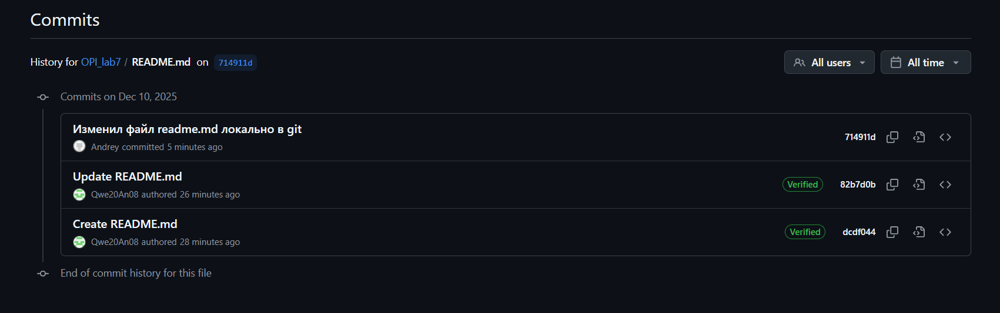 Commits
History for OPI_lab7 / README.md on 714911d
All users
All time
Commits on Dec 10, 2025
Изменил файл readme.md локально в git
Andrey committed 5 minutes ago
714911d
Update README.md
Qwe20An08 authored 26 minutes ago
Verified
82b7d0b
Create README.md
Qwe20An08 authored 28 minutes ago
Verified
dcdf044
End of commit history for this file